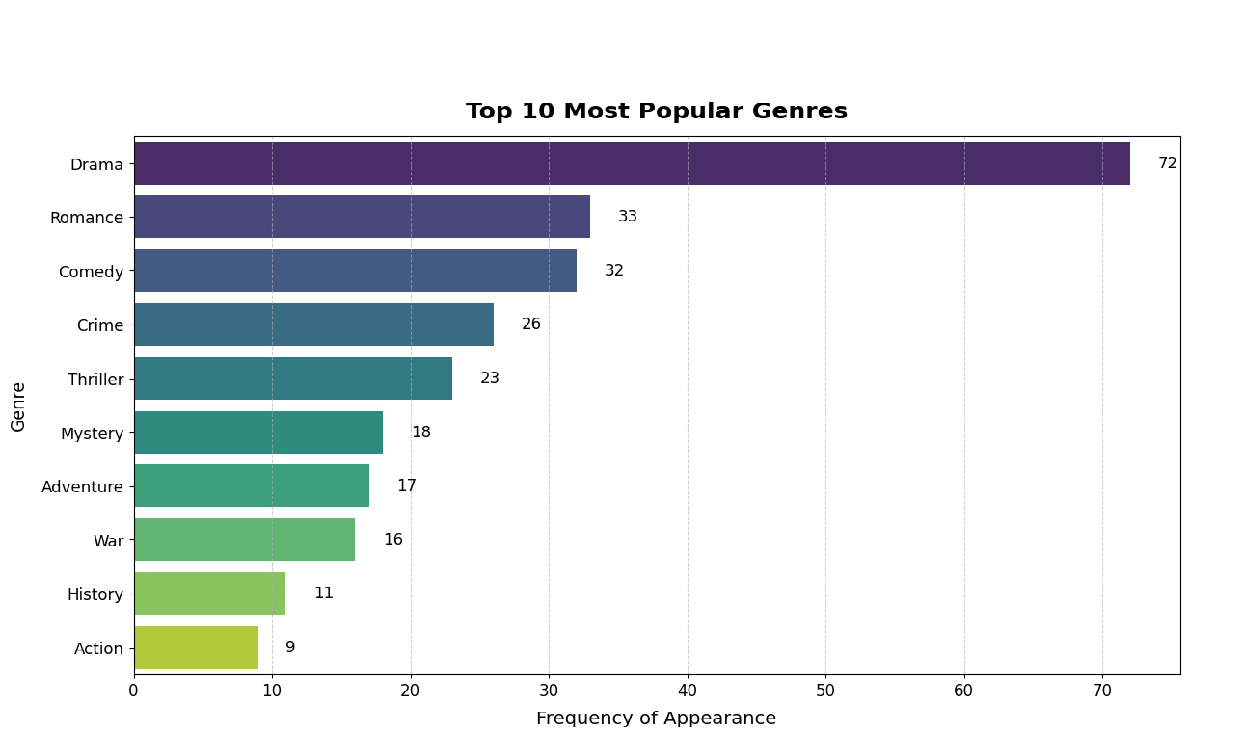 Top 10 Most Popular Genres
Genre
Drama 72
Romance 33
Comedy 32
Crime 26
Thriller 23
Mystery 18
Adventure 17
War 16
History 11
Action 9
0 10 20 30 40 50 60 70
Frequency of Appearance